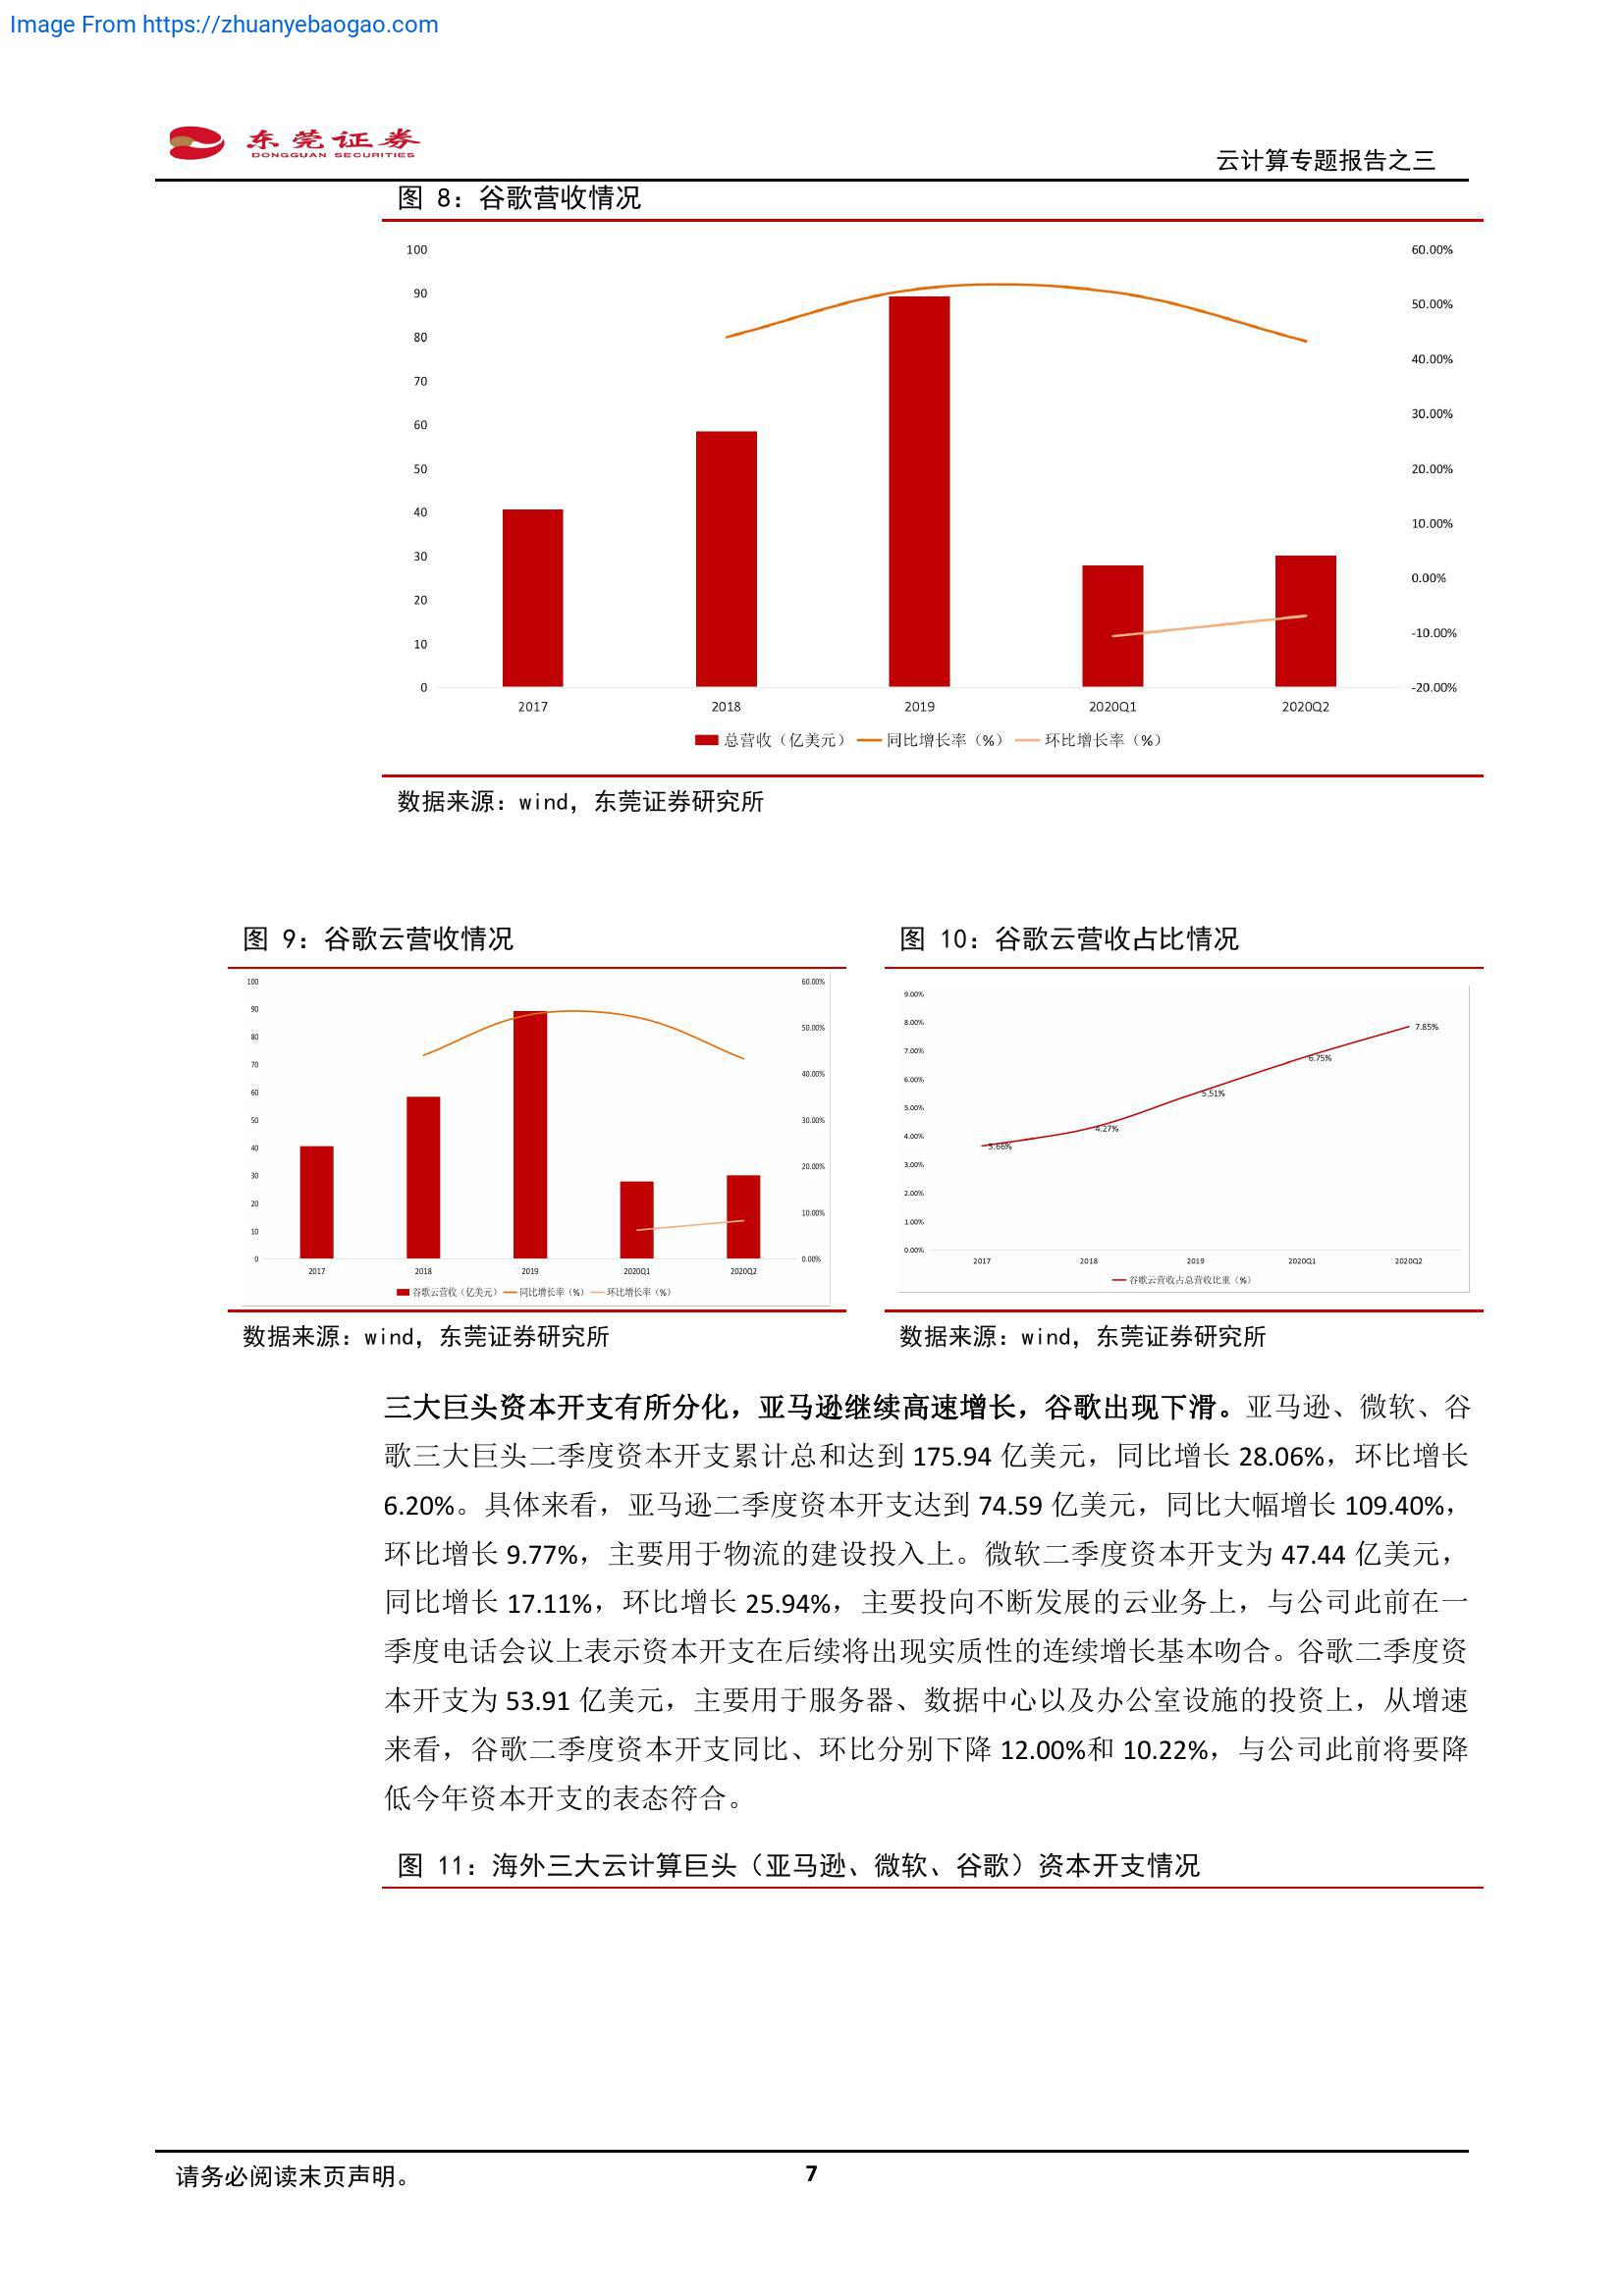 Image From https://zhuanyebaogao.com
东莞证券
DONGGUAN SECURITIES
云计算专题报告之三
图 8：谷歌营收情况
100
90
80
70
60
50
40
30
20
10
0
60.00%
50.00%
40.00%
30.00%
20.00%
10.00%
0.00%
-10.00%
-20.00%
2017 2018 2019 2020Q1 2020Q2
总营收（亿美元） 同比增长率（%） 环比增长率（%）
数据来源：wind，东莞证券研究所
图 9：谷歌云营收情况
100
90
80
70
60
50
40
30
20
10
0
60.00%
50.00%
40.00%
30.00%
20.00%
10.00%
0.00%
2017 2018 2019 2020Q1 2020Q2
谷歌云营收（亿美元） 同比增长率（%） 环比增长率（%）
数据来源：wind，东莞证券研究所
图 10：谷歌云营收占比情况
9.00%
8.00%
7.00%
6.00%
5.00%
4.00%
3.00%
2.00%
1.00%
0.00%
3.66%
4.27%
5.51%
6.75%
7.85%
2017 2018 2019 2020Q1 2020Q2
谷歌云营收占总营收比重（%）
数据来源：wind，东莞证券研究所
三大巨头资本开支有所分化，亚马逊继续高速增长，谷歌出现下滑。亚马逊、微软、谷
歌三大巨头二季度资本开支累计总和达到 175.94 亿美元，同比增长 28.06%，环比增长
6.20%。具体来看，亚马逊二季度资本开支达到 74.59 亿美元，同比大幅增长 109.40%，
环比增长 9.77%，主要用于物流的建设投入上。微软二季度资本开支为 47.44 亿美元，
同比增长 17.11%，环比增长 25.94%，主要投向不断发展的云业务上，与公司此前在一
季度电话会议上表示资本开支在后续将出现实质性的连续增长基本吻合。谷歌二季度资
本开支为 53.91 亿美元，主要用于服务器、数据中心以及办公室设施的投资上，从增速
来看，谷歌二季度资本开支同比、环比分别下降 12.00%和 10.22%，与公司此前将要降
低今年资本开支的表态符合。
图 11：海外三大云计算巨头（亚马逊、微软、谷歌）资本开支情况
请务必阅读末页声明。
7